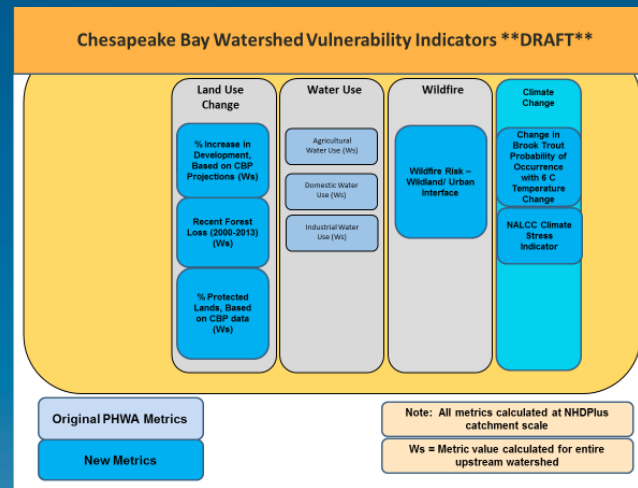 Chesapeake Bay Watershed Vulnerability Indicators **DRAFT**
Land Use
Change
% Increase in
Development,
Based on CBP
Projections (Ws)
Recent Forest
Loss (2000-2013)
(Ws)
% Protected
Lands, Based
on CBP data
(Ws)
Water Use
Agricultural
Water Use (Ws)
Domestic Water
Use (Ws)
Industrial Water
Use (Ws)
Wildfire
Wildfire Risk –
Wildland/ Urban
Interface
Climate
Change
Change in
Brook Trout
Probability of
Occurrence
with 6 C
Temperature
Change
NALCC Climate
Stress
Indicator
Original PHWA Metrics
New Metrics
Note: All metrics calculated at NHDPlus
catchment scale
Ws = Metric value calculated for entire
upstream watershed